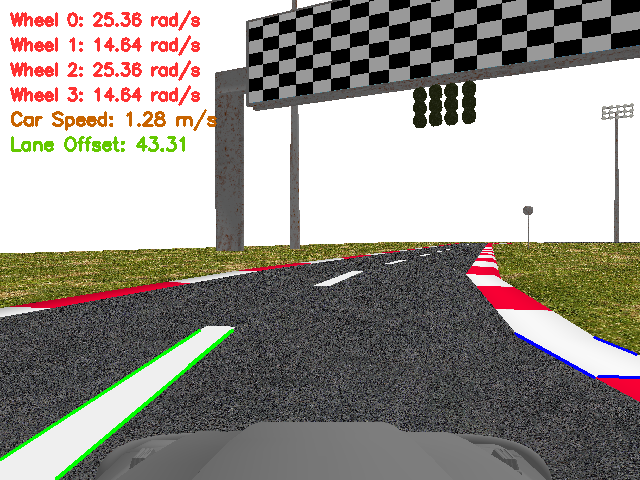 Wheel 0: 25.36 rad/s
Wheel 1: 14.64 rad/s
Wheel 2: 25.36 rad/s
Wheel 3: 14.64 rad/s
Car Speed: 1.28 m/s
Lane Offset: 43.31